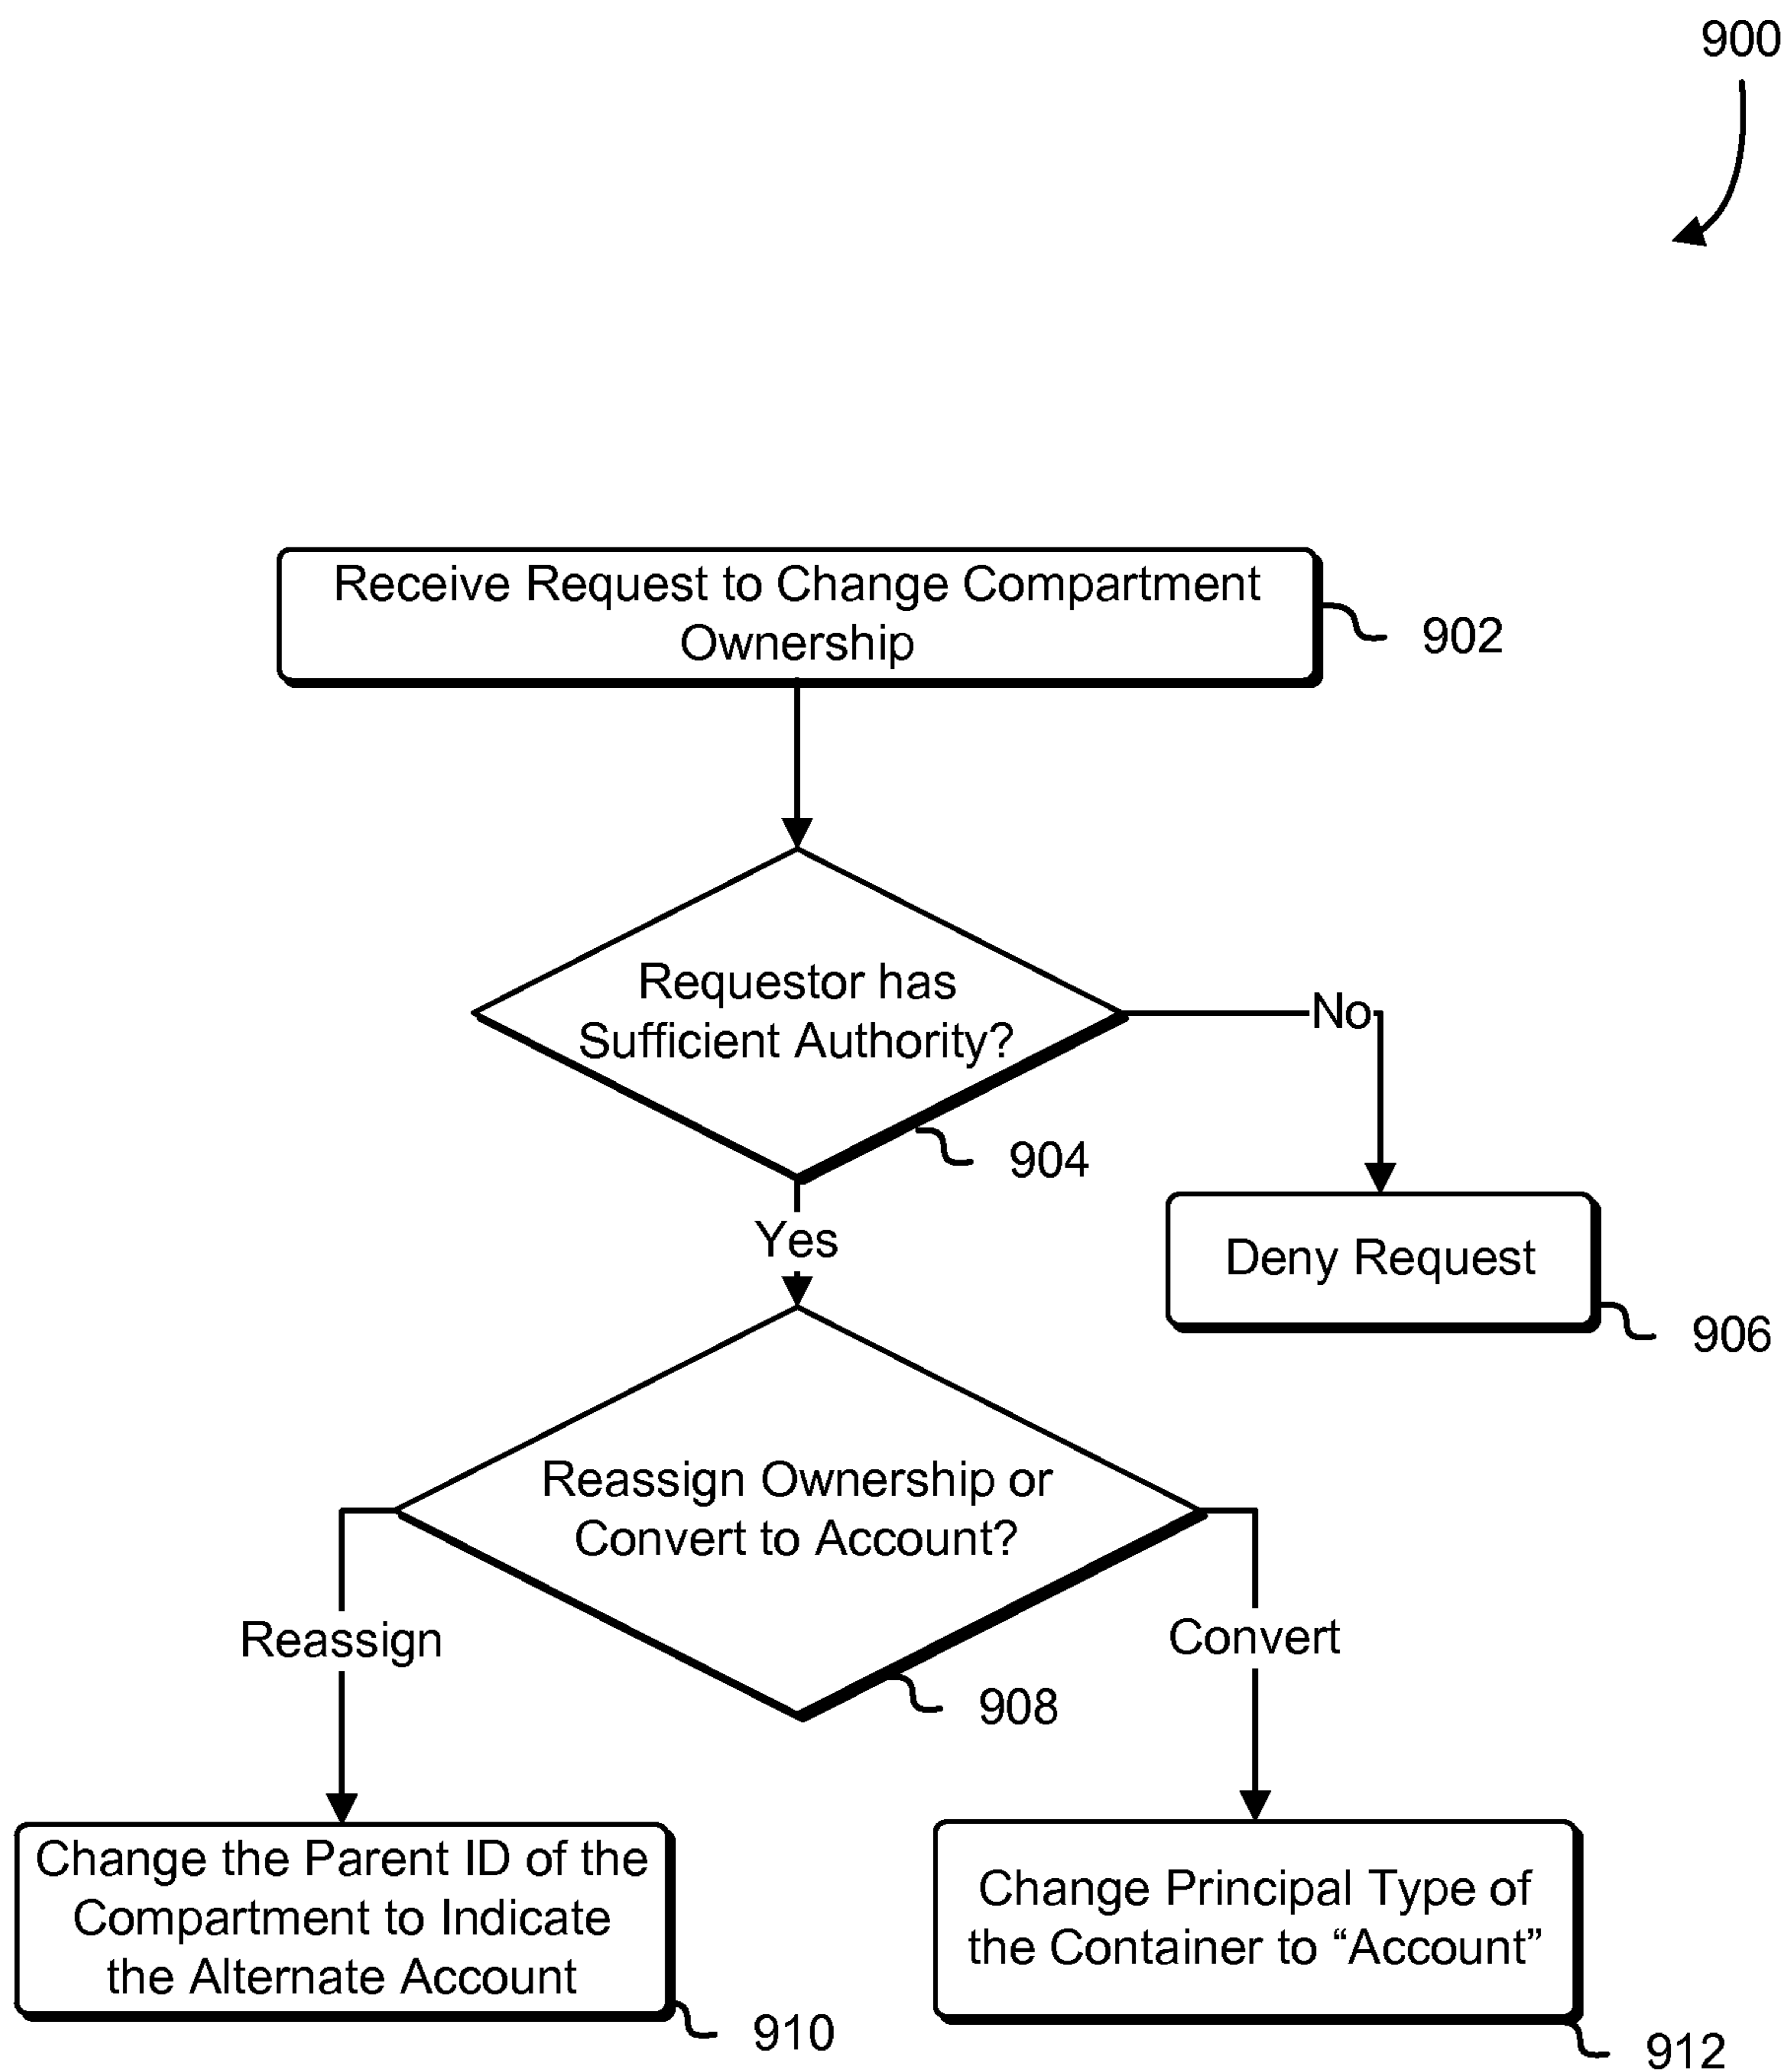 900
Receive Request to Change Compartment
Ownership
902
Requestor has
Sufficient Authority?
No
904
Yes
Deny Request
906
Reassign Ownership or
Convert to Account?
Reassign
Convert
908
Change the Parent ID of the
Compartment to Indicate
the Alternate Account
910
Change Principal Type of
the Container to “Account”
912